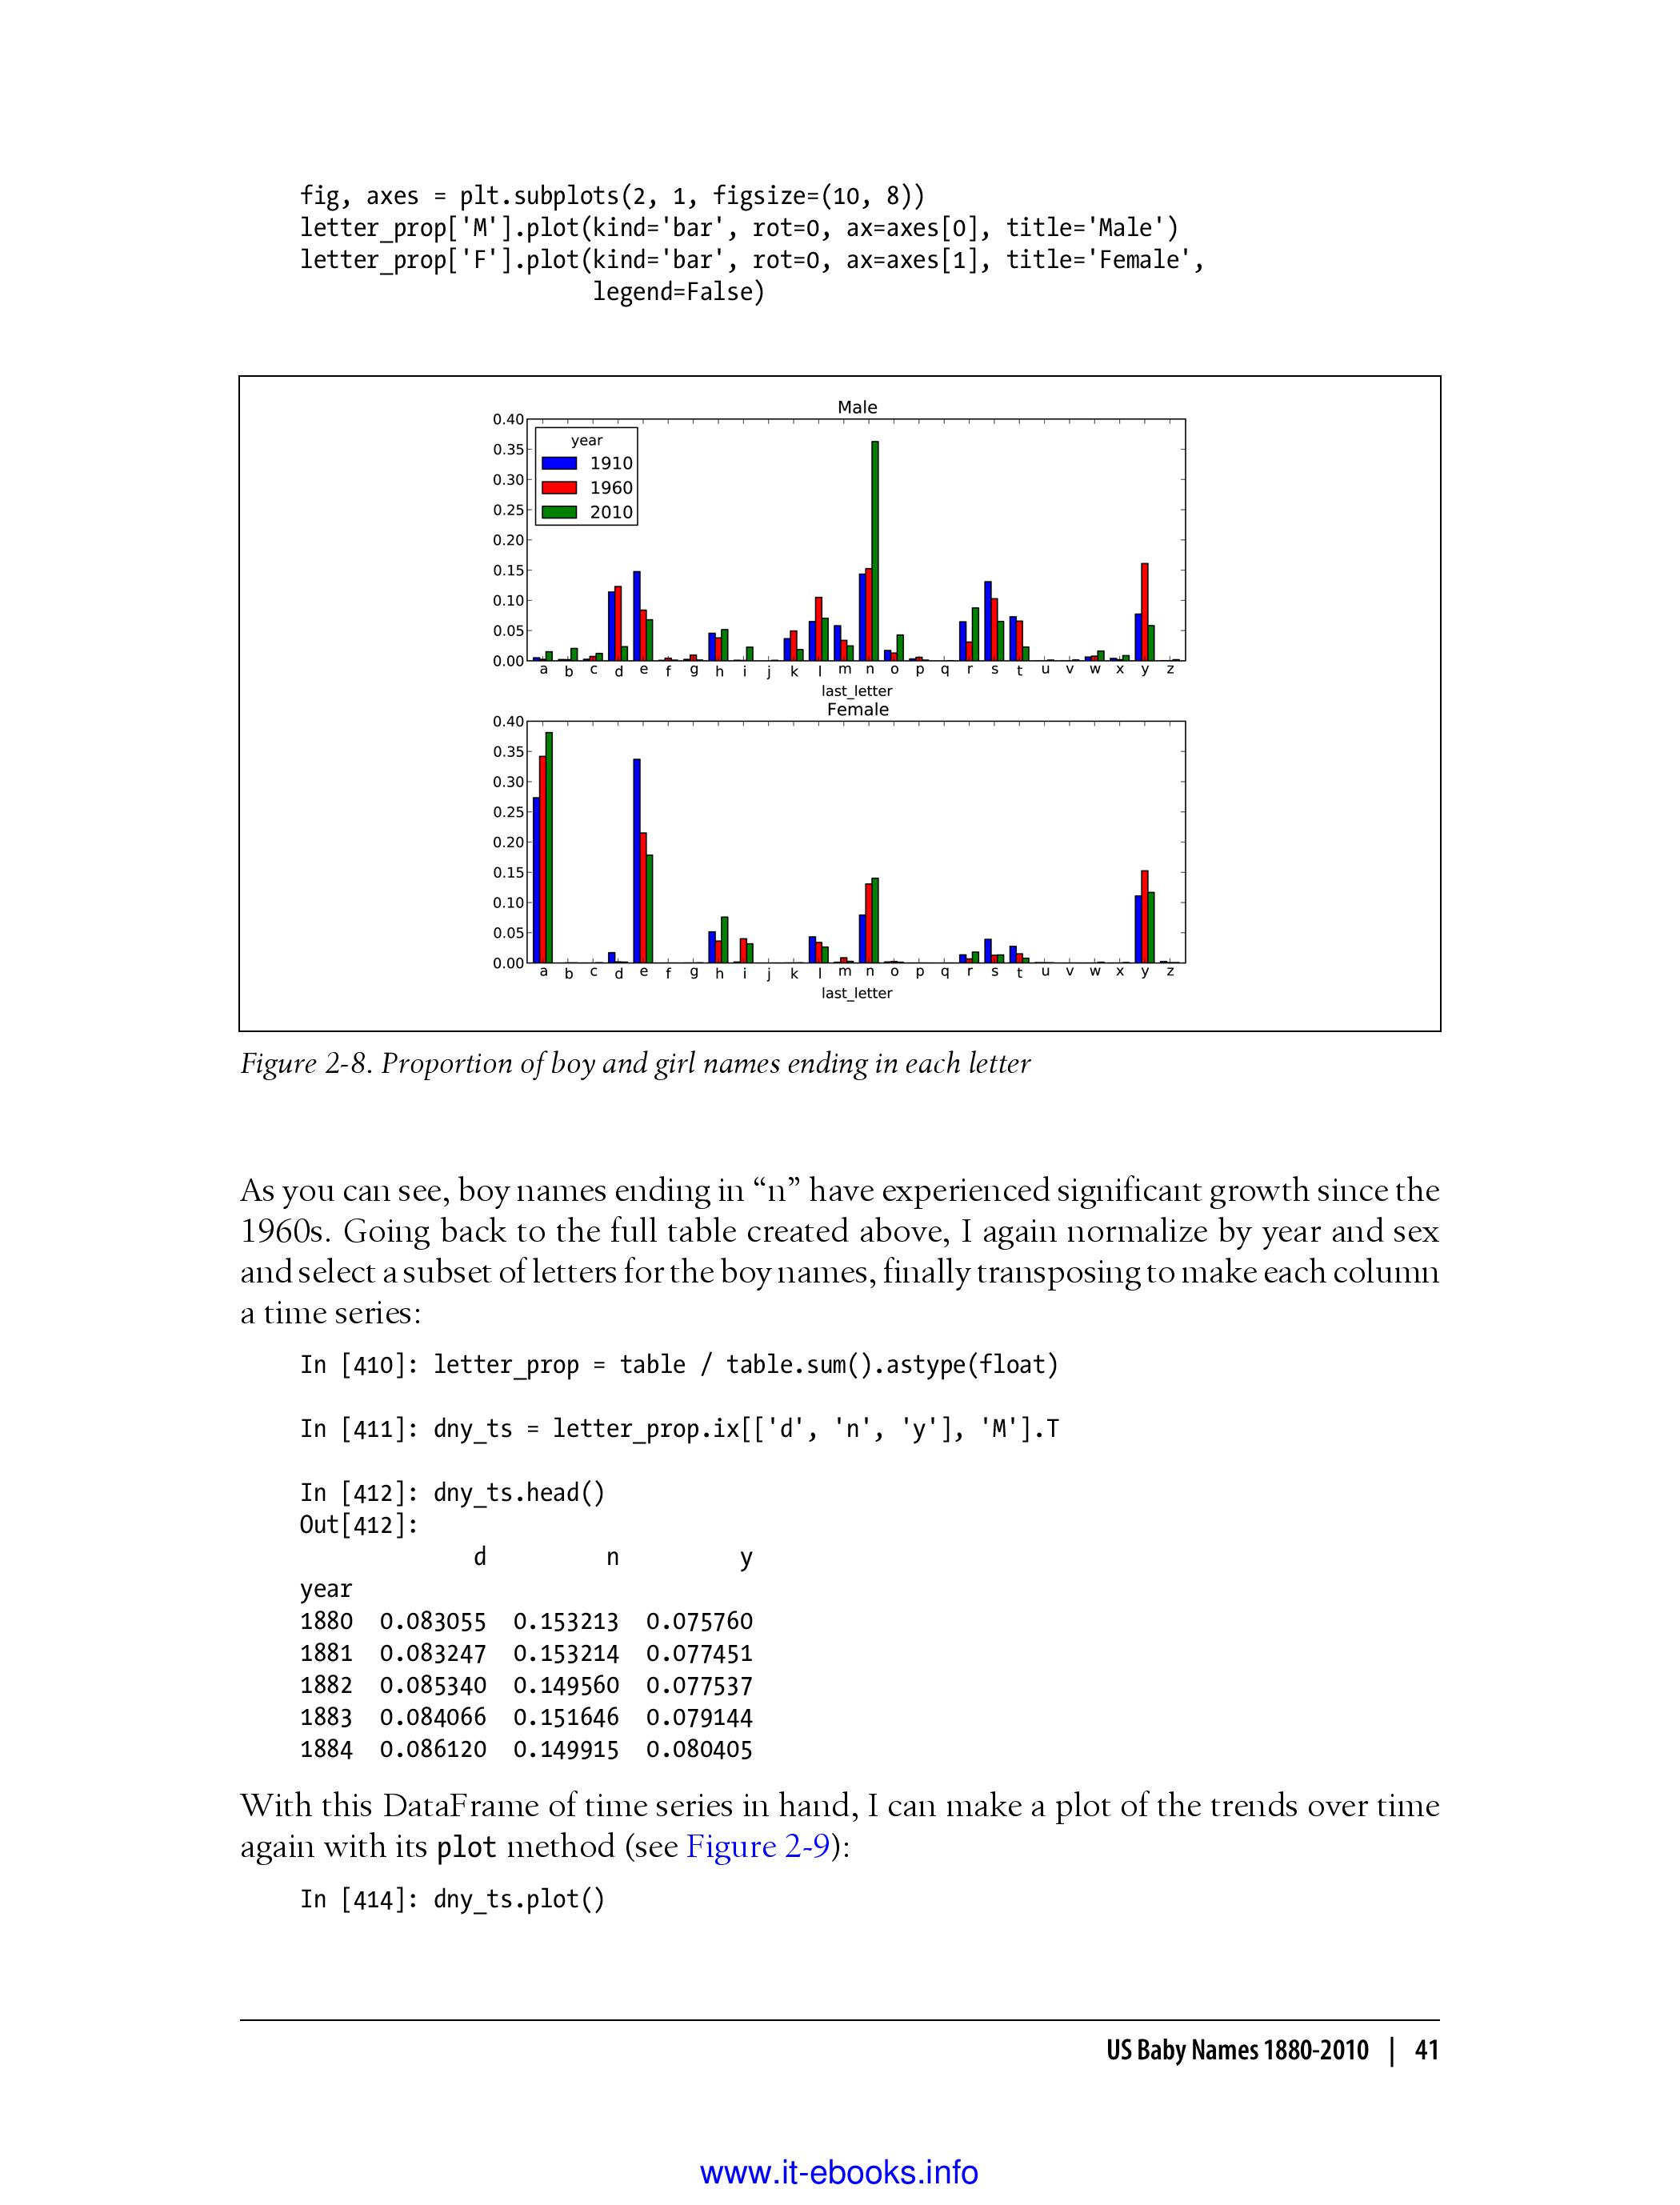 fig, axes = plt.subplots(2, 1, figsize=(10, 8))
letter_prop['M'].plot(kind='bar', rot=0, ax=axes[0], title='Male')
letter_prop['F'].plot(kind='bar', rot=0, ax=axes[1], title='Female',
legend=False)
Male
0.40
0.35
0.30
0.25
0.20
0.15
0.10
0.05
0.00
year
1910
1960
2010
a b c d e f g h i j k l m n o p q r s t u v w x y z
last_letter
Female
0.40
0.35
0.30
0.25
0.20
0.15
0.10
0.05
0.00
a b c d e f g h i j k l m n o p q r s t u v w x y z
last_letter
Figure 2-8. Proportion of boy and girl names ending in each letter
As you can see, boy names ending in “n” have experienced significant growth since the
1960s. Going back to the full table created above, I again normalize by year and sex
and select a subset of letters for the boy names, finally transposing to make each column
a time series:
In [410]: letter_prop = table / table.sum().astype(float)
In [411]: dny_ts = letter_prop.ix[['d', 'n', 'y'], 'M'].T
In [412]: dny_ts.head()
Out[412]:
d n y
year
1880 0.083055 0.153213 0.075760
1881 0.083247 0.153214 0.077451
1882 0.085340 0.149560 0.077537
1883 0.084066 0.151646 0.079144
1884 0.086120 0.149915 0.080405
With this DataFrame of time series in hand, I can make a plot of the trends over time
again with its plot method (see Figure 2-9):
In [414]: dny_ts.plot()
US Baby Names 1880-2010 | 41
www.it-ebooks.info